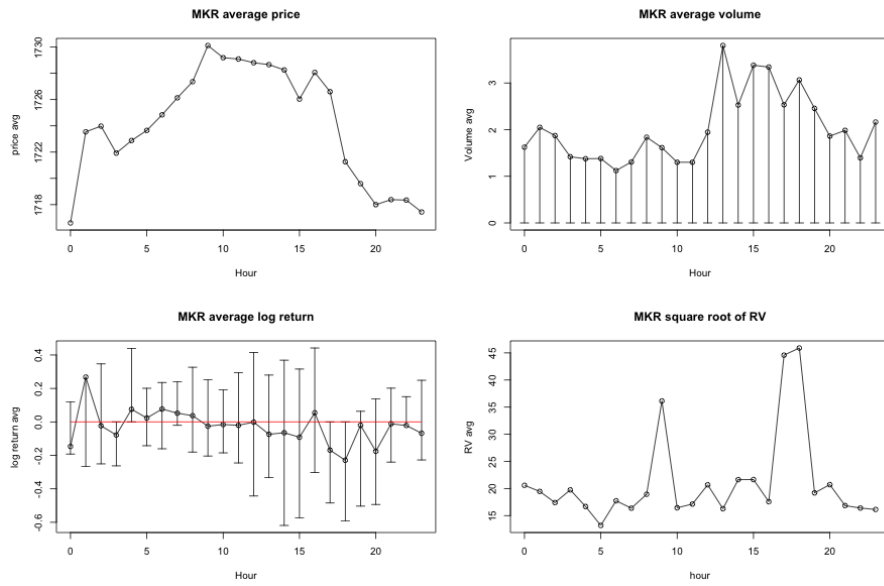 MKR average price
price avg
1718 1722 1726 1730
0 5 10 15 20
Hour
MKR average volume
Volume avg
0 1 2 3
0 5 10 15 20
Hour
MKR average log return
log return avg
-0.6 -0.4 -0.2 0.0 0.2 0.4
0 5 10 15 20
Hour
MKR square root of RV
RV avg
15 20 25 30 35 40 45
0 5 10 15 20
hour